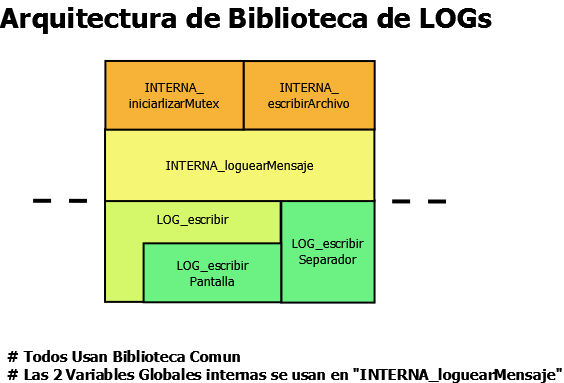 Arquitectura de Biblioteca de LOGs
INTERNA_
iniciarlizarMutex
INTERNA_
escribirArchivo
INTERNA_loguearMensaje
LOG_escribir
LOG_escribir
Pantalla
LOG_escribir
Separador
# Todos Usan Biblioteca Comun
# Las 2 Variables Globales internas se usan en "INTERNA_loguearMensaje"